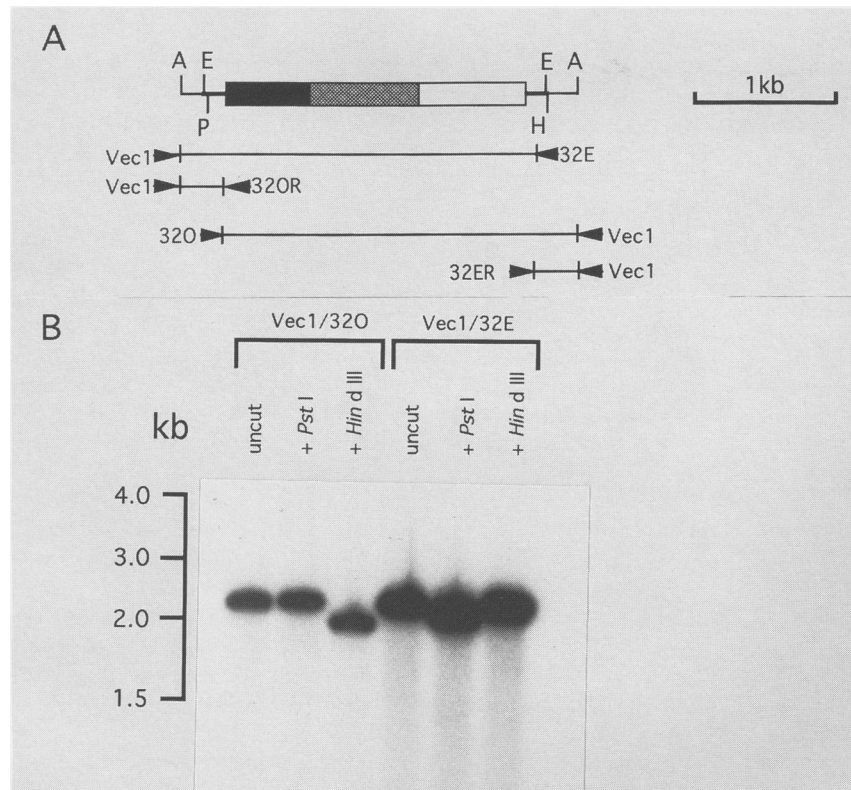 A
A E E A
1kb
P H
Vec1 32E
Vec1 32OR
32O Vec1
32ER Vec1
B
Vec1/32O Vec1/32E
kb
uncut
+ Pst I
+ Hin d III
uncut
+ Pst I
+ Hin d III
4.0
3.0
2.0
1.5